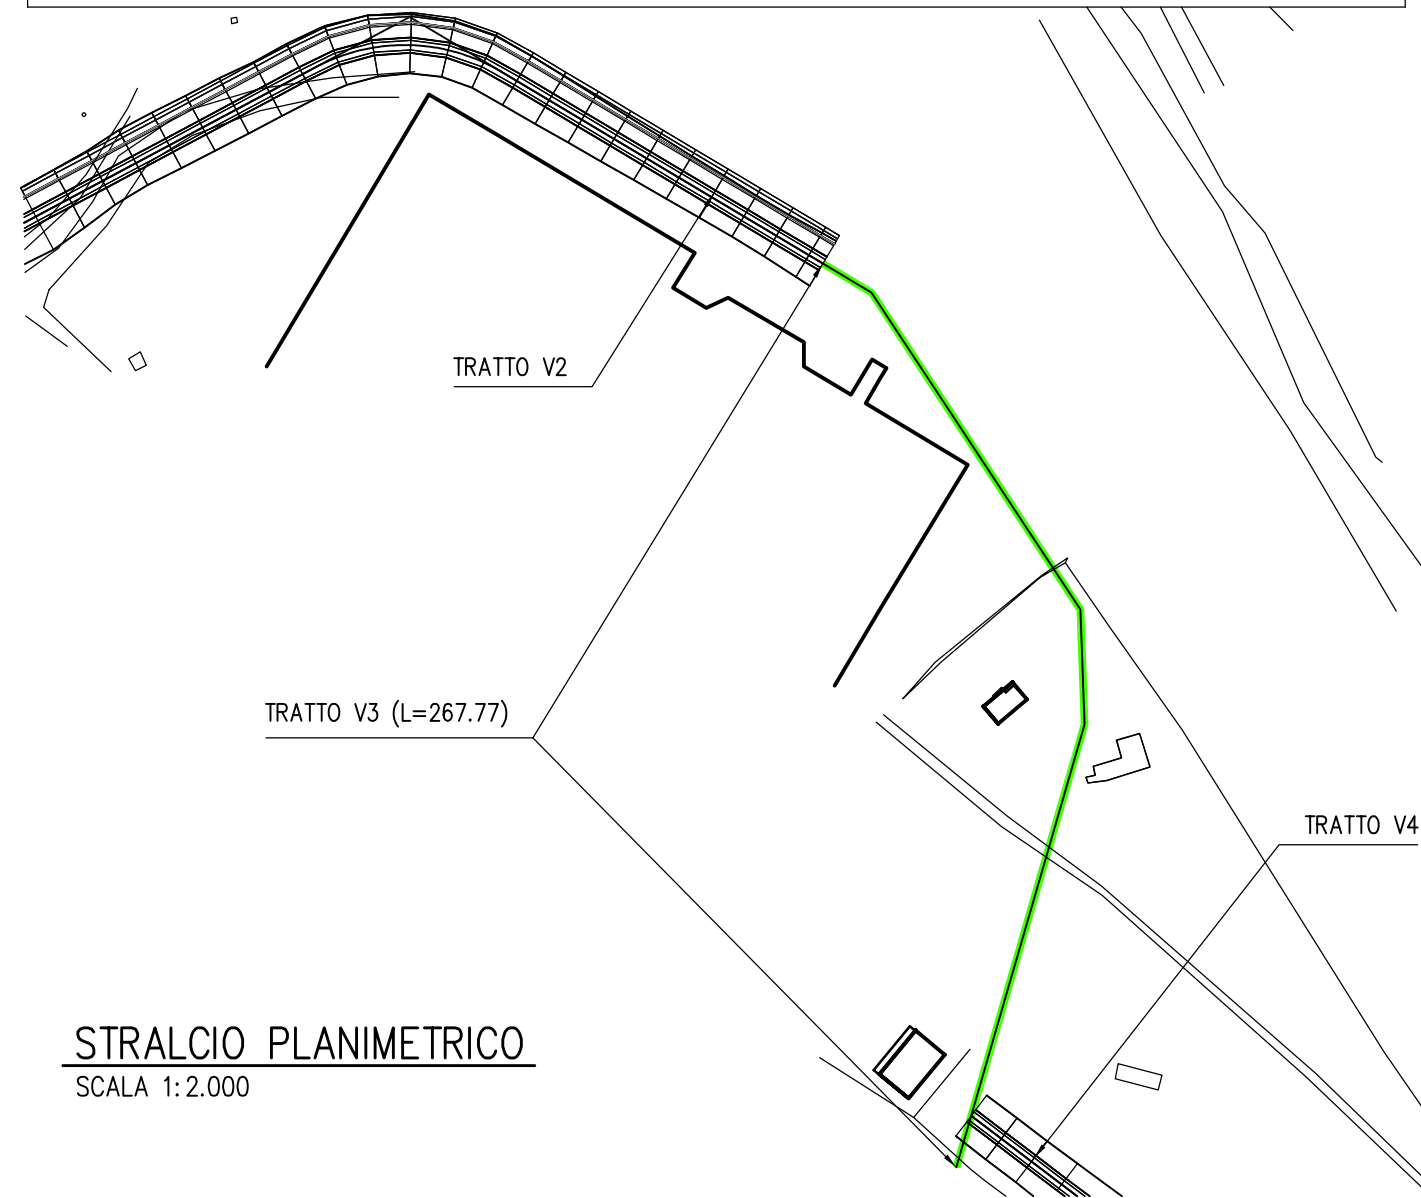 TRATTO V2
TRATTO V3 (L=267.77)
TRATTO V4
STRALCIO PLANIMETRICO
SCALA 1:2.000